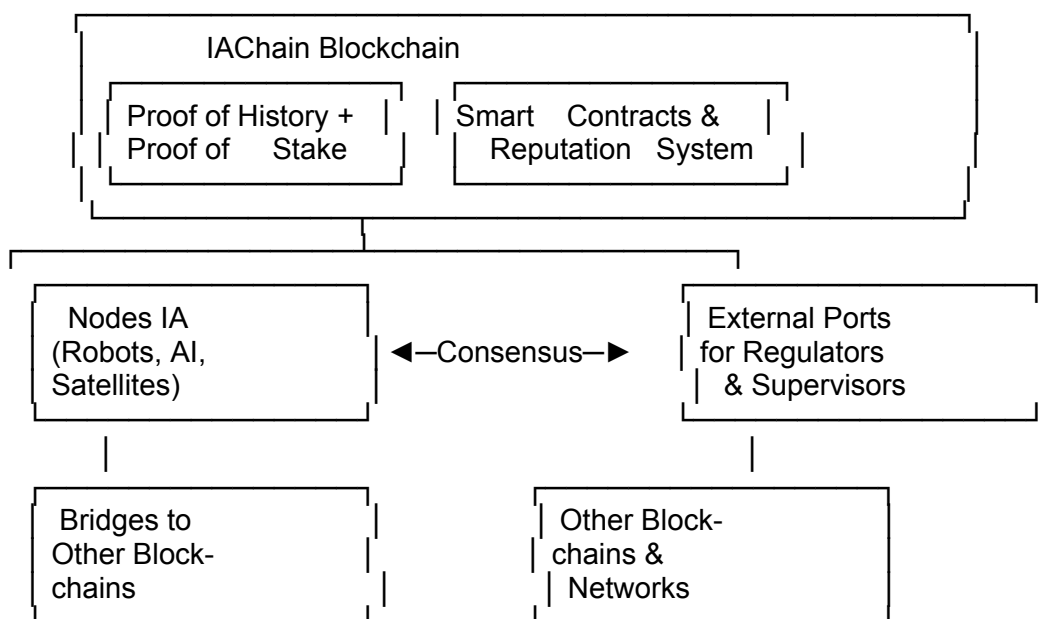 IAChain Blockchain
Proof of History +
Proof of Stake
Smart Contracts &
Reputation System
Nodes IA
(Robots, AI,
Satellites)
◄─Consensus─►
External Ports
for Regulators
& Supervisors
Bridges to
Other Block-
chains
Other Block-
chains &
Networks